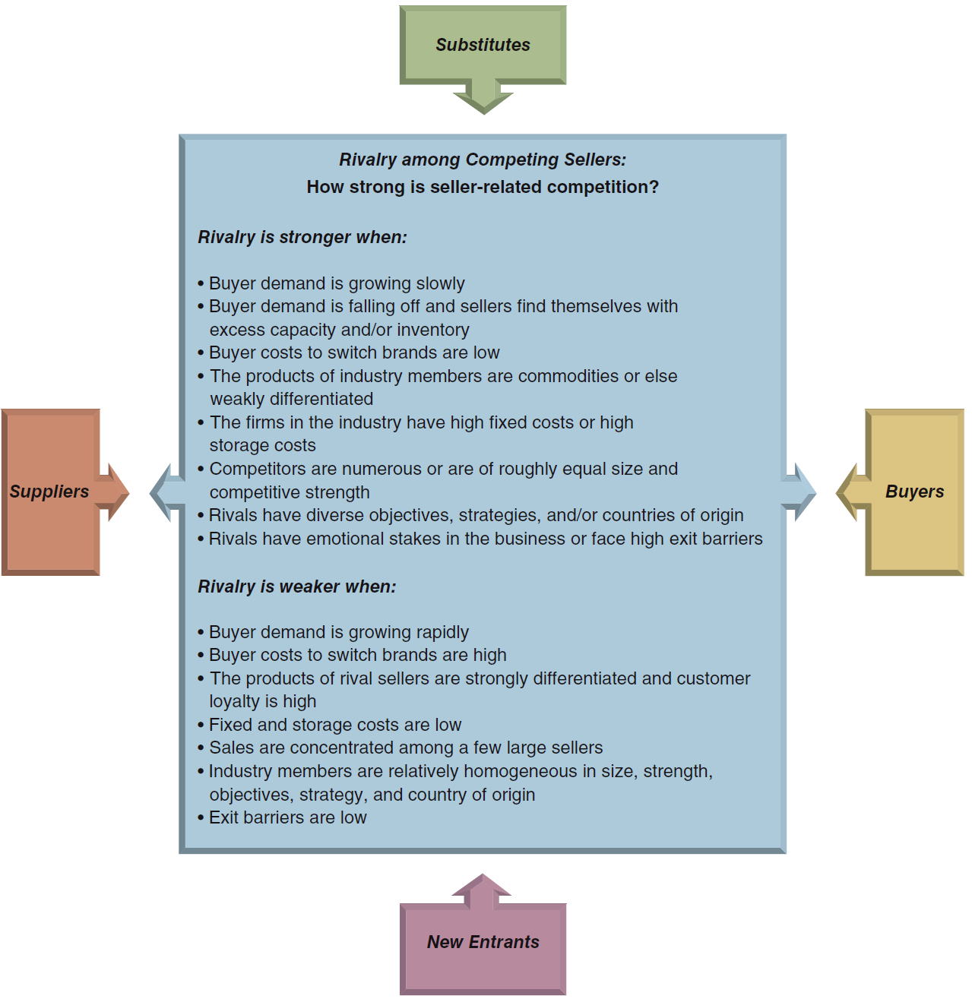 Substitutes
Rivalry among Competing Sellers:
How strong is seller-related competition?
Rivalry is stronger when:
• Buyer demand is growing slowly
• Buyer demand is falling off and sellers find themselves with
excess capacity and/or inventory
• Buyer costs to switch brands are low
• The products of industry members are commodities or else
weakly differentiated
• The firms in the industry have high fixed costs or high
storage costs
• Competitors are numerous or are of roughly equal size and
competitive strength
• Rivals have diverse objectives, strategies, and/or countries of origin
• Rivals have emotional stakes in the business or face high exit barriers
Rivalry is weaker when:
• Buyer demand is growing rapidly
• Buyer costs to switch brands are high
• The products of rival sellers are strongly differentiated and customer
loyalty is high
• Fixed and storage costs are low
• Sales are concentrated among a few large sellers
• Industry members are relatively homogeneous in size, strength,
objectives, strategy, and country of origin
• Exit barriers are low
Suppliers
Buyers
New Entrants